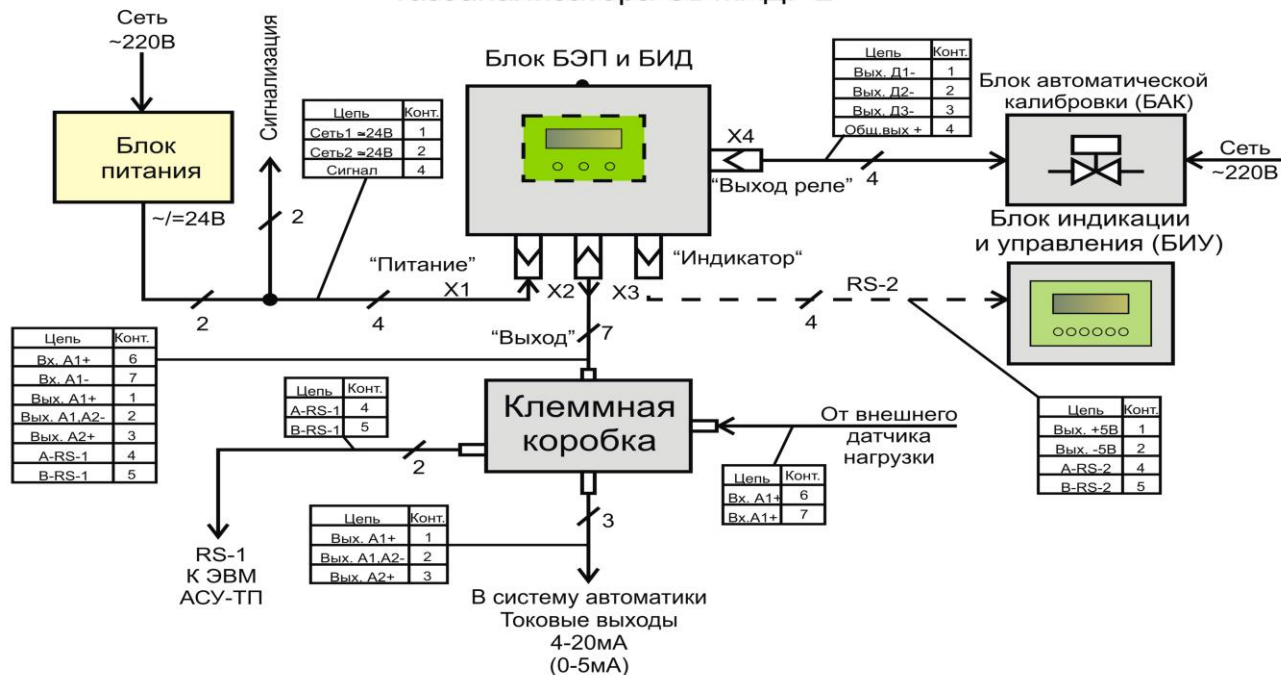 Сеть
~220В
Сигнализация
Блок
питания
~/=24В
Цепь Конт.
Сеть1 ≃24В 1
Сеть2 ≃24В 2
Сигнал 4
Блок БЭП и БИД
Цепь Конт.
Вых. Д1- 1
Вых. Д2- 2
Вых. Д3- 3
Общ.вых + 4
Блок автоматической
калибровки (БАК)
X4
"Выход реле"
4
Сеть
~220В
Блок индикации
и управления (БИУ)
2
"Питание"
X1
2
4
X2
X3
"Индикатор"
RS-2
4
"Выход"
7
Цепь Конт.
Вх. А1+ 6
Вх. А1- 7
Вых. А1+ 1
Вых. А1,А2- 2
Вых. А2+ 3
A-RS-1 4
B-RS-1 5
Цепь Конт.
A-RS-1 4
B-RS-1 5
2
Клеммная
коробка
От внешнего
датчика
нагрузки
Цепь Конт.
Вх. А1+ 6
Вх.А1+ 7
Цепь Конт.
Вых. +5В 1
Вых. -5В 2
A-RS-2 4
B-RS-2 5
3
Цепь Конт.
Вых. А1+ 1
Вых. А1,А2- 2
Вых. А2+ 3
RS-1
К ЭВМ
АСУ-ТП
В систему автоматики
Токовые выходы
4-20мА
(0-5мА)